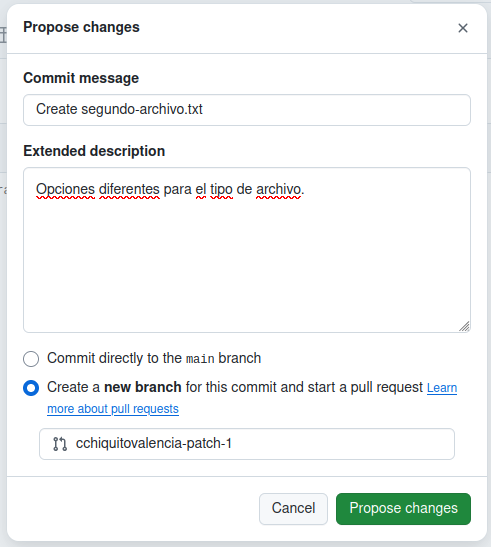 Propose changes
Commit message
Create segundo-archivo.txt
Extended description
Opciones diferentes para el tipo de archivo.
Commit directly to the main branch
Create a new branch for this commit and start a pull request Learn
more about pull requests
cchiquitovalencia-patch-1
Cancel Propose changes